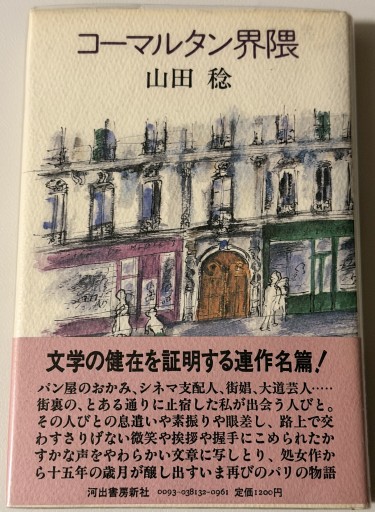 コーマルタン界隈
山田 稔
文学の健在を証明する連作名篇!
パン屋のおかみ、シネマ支配人、街娼、大道芸人……
街裏の、とある通りに止宿した私が出会う人びと。
その人びとの息遣いや素振りや眼差し、路上で交
わすさりげない微笑や挨拶や握手にこめられたか
すかな声をやわらかい文章に写しとり、処女作か
ら十五年の歳月が醸し出すいま再びのパリの物語
河出書房新社 0093-038132-0961 定価1200円